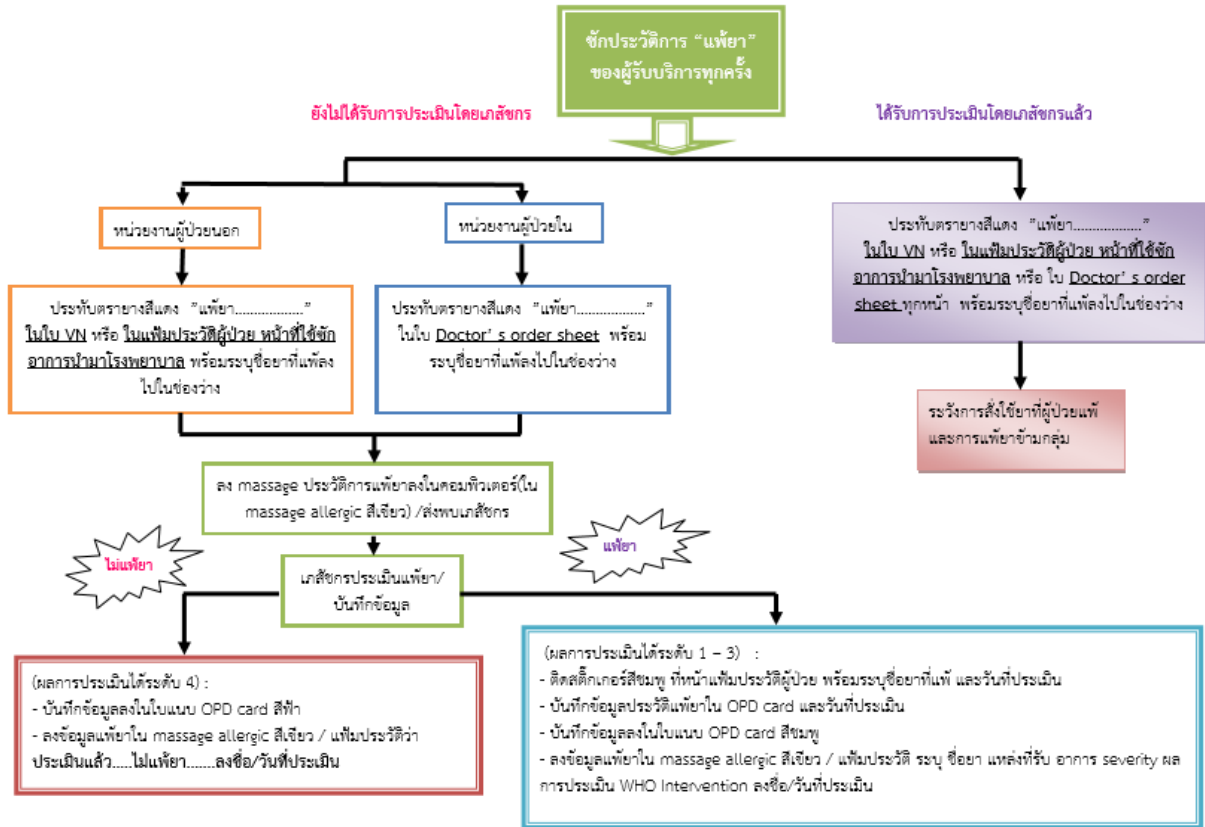 ซักประวัติการ “แพ้ยา”
ของผู้รับบริการทุกครั้ง
ยังไม่ได้รับการประเมินโดยเภสัชกร
ได้รับการประเมินโดยเภสัชกรแล้ว
หน่วยงานผู้ป่วยนอก
หน่วยงานผู้ป่วยใน
ประทับตรายางสีแดง “แพ้ยา..................”
ในใบ VN หรือ ในแฟ้มประวัติผู้ป่วย หน้าที่ใช้ซัก
อาการนำมาโรงพยาบาล หรือ ใบ Doctor’ s order
sheet ทุกหน้า พร้อมระบุชื่อยาที่แพ้ลงไปในช่องว่าง
ประทับตรายางสีแดง “แพ้ยา..................”
ในใบ VN หรือ ในแฟ้มประวัติผู้ป่วย หน้าที่ใช้ซัก
อาการนำมาโรงพยาบาล พร้อมระบุชื่อยาที่แพ้ลง
ไปในช่องว่าง
ประทับตรายางสีแดง “แพ้ยา..................”
ในใบ Doctor’ s order sheet พร้อม
ระบุชื่อยาที่แพ้ลงไปในช่องว่าง
ระวังการสั่งใช้ยาที่ผู้ป่วยแพ้
และการแพ้ยาข้ามกลุ่ม
ลง massage ประวัติการแพ้ยาลงในคอมพิวเตอร์(ใน
massage allergic สีเขียว) /ส่งพบเภสัชกร
ไม่แพ้ยา
แพ้ยา
เภสัชกรประเมินแพ้ยา/
บันทึกข้อมูล
(ผลการประเมินได้ระดับ 4) :
- บันทึกข้อมูลลงในใบแนบ OPD card สีฟ้า
- ลงข้อมูลแพ้ยาใน massage allergic สีเขียว / แฟ้มประวัติว่า
ประเมินแล้ว.....ไม่แพ้ยา.......ลงชื่อ/วันที่ประเมิน
(ผลการประเมินได้ระดับ 1 – 3) :
- ติดสติ๊กเกอร์สีชมพู ที่หน้าแฟ้มประวัติผู้ป่วย พร้อมระบุชื่อยาที่แพ้ และวันที่ประเมิน
- บันทึกข้อมูลประวัติแพ้ยาใน OPD card และวันที่ประเมิน
- บันทึกข้อมูลลงในใบแนบ OPD card สีชมพู
- ลงข้อมูลแพ้ยาใน massage allergic สีเขียว / แฟ้มประวัติ ระบุ ชื่อยา แหล่งที่รับ อาการ severity ผล
การประเมิน WHO Intervention ลงชื่อ/วันที่ประเมิน